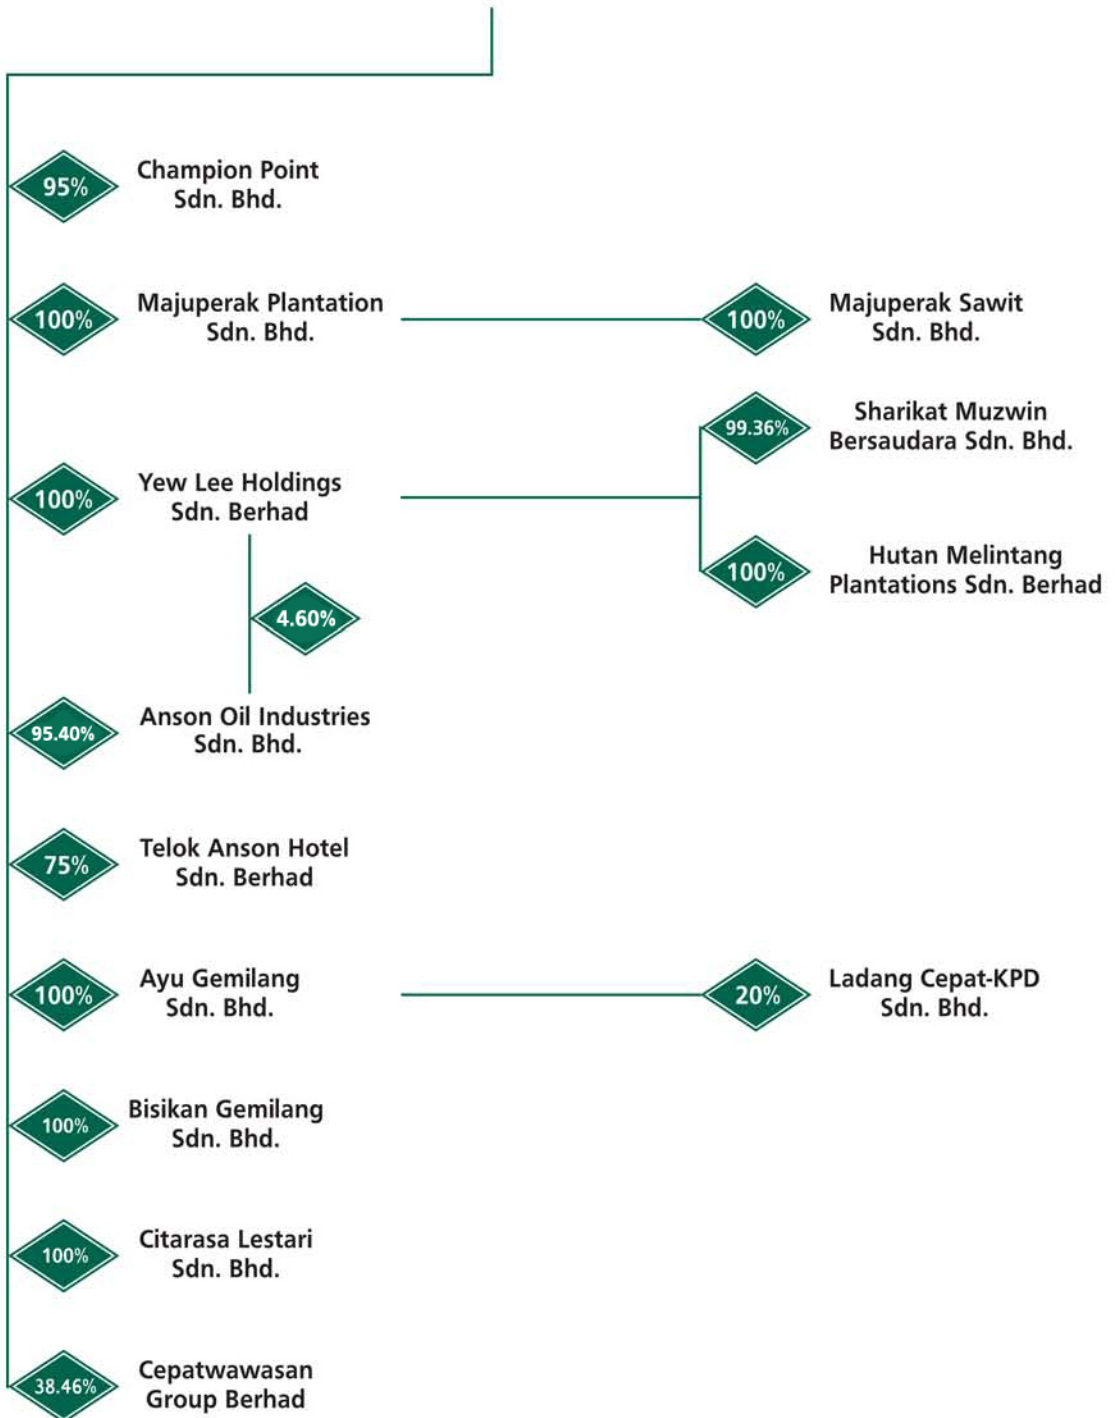 95%
Champion Point
Sdn. Bhd.
100%
Majuperak Plantation
Sdn. Bhd.
100%
Majuperak Sawit
Sdn. Bhd.
99.36%
Sharikat Muzwin
Bersaudara Sdn. Bhd.
100%
Yew Lee Holdings
Sdn. Berhad
100%
Hutan Melintang
Plantations Sdn. Berhad
4.60%
95.40%
Anson Oil Industries
Sdn. Bhd.
75%
Telok Anson Hotel
Sdn. Berhad
100%
Ayu Gemilang
Sdn. Bhd.
20%
Ladang Cepat-KPD
Sdn. Bhd.
100%
Bisikan Gemilang
Sdn. Bhd.
100%
Citarasa Lestari
Sdn. Bhd.
38.46%
Cepatwawasan
Group Berhad